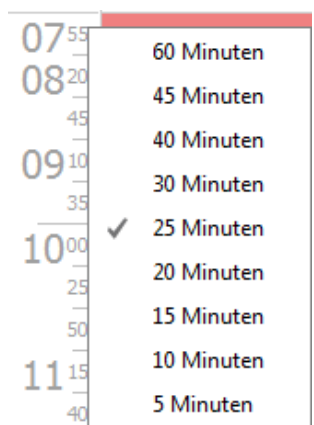 07 55
08 20
45
09 10
35
10 00
25
50
11 15
40
60 Minuten
45 Minuten
40 Minuten
30 Minuten
25 Minuten
20 Minuten
15 Minuten
10 Minuten
5 Minuten